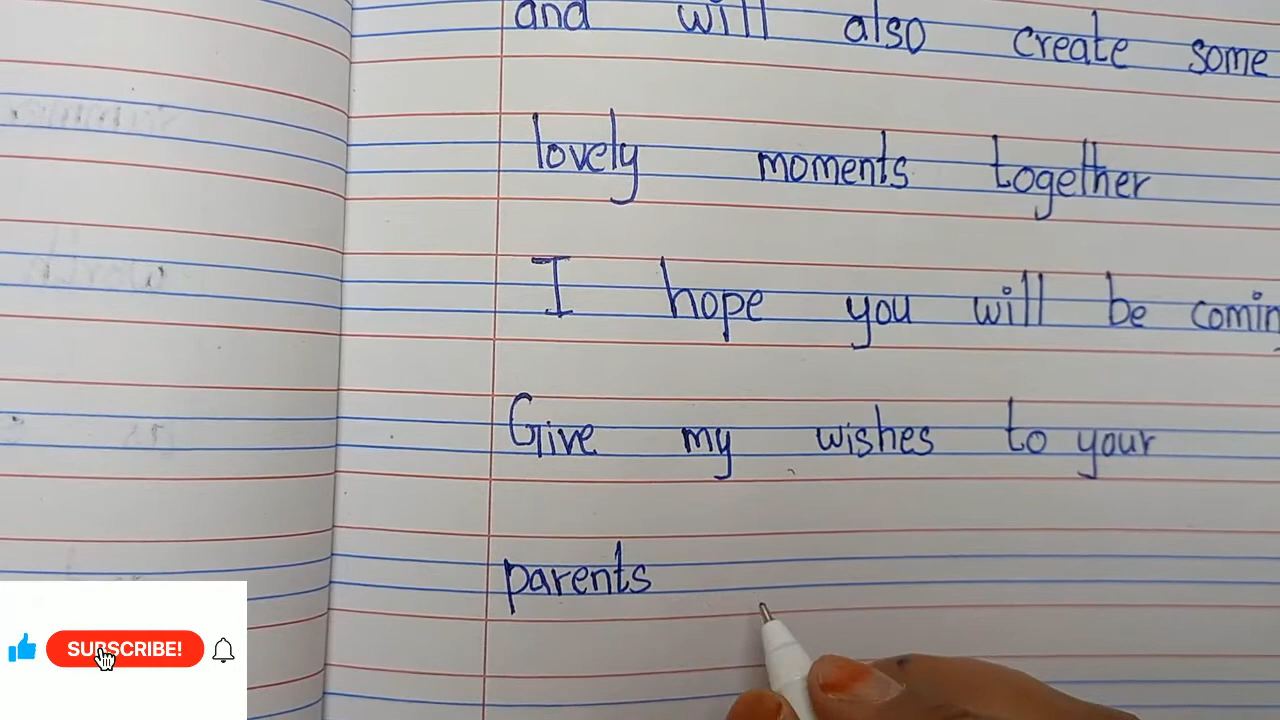 and will also create some
lovely moments together
I hope you will be comin
Give my wishes to your
parents
SUBSCRIBE!